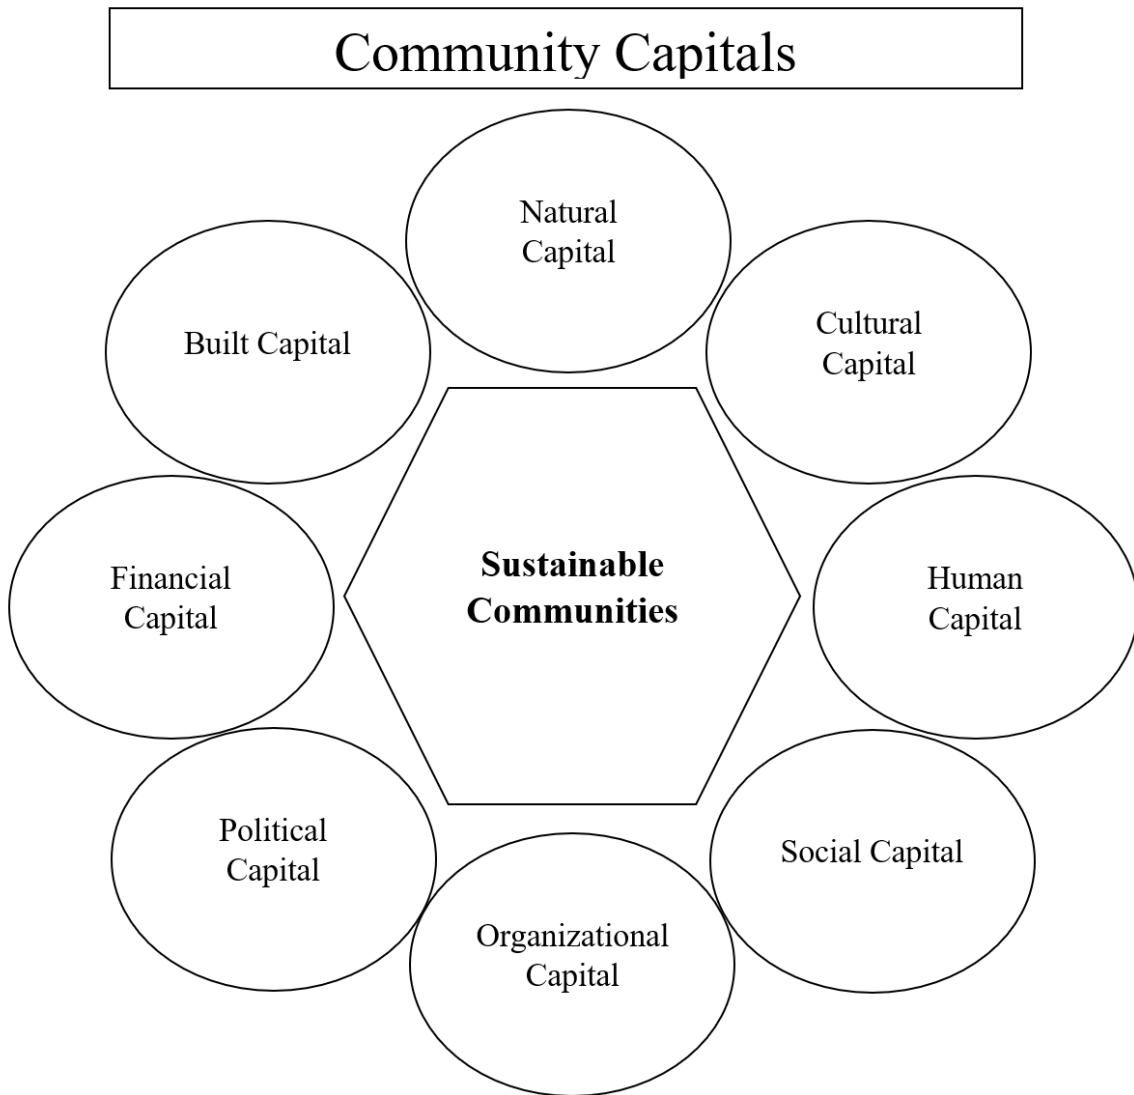 Community Capitals
Natural
Capital
Cultural
Capital
Built Capital
Financial
Capital
Sustainable
Communities
Human
Capital
Political
Capital
Social Capital
Organizational
Capital